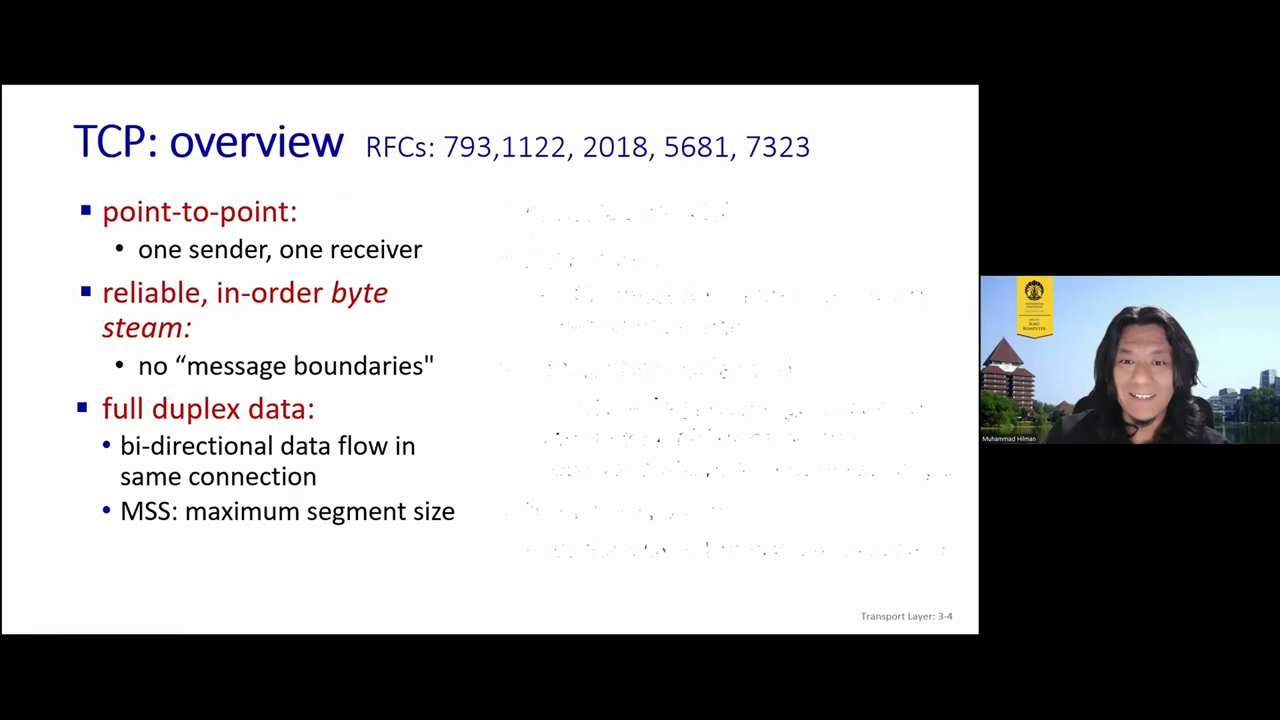 TCP: overview RFCs: 793,1122, 2018, 5681, 7323
point-to-point:
one sender, one receiver
reliable, in-order byte
steam:
no “message boundaries"
full duplex data:
bi-directional data flow in
same connection
MSS: maximum segment size
Transport Layer: 3-4
ILMU
KOMPUTER
Muhammad Hilman